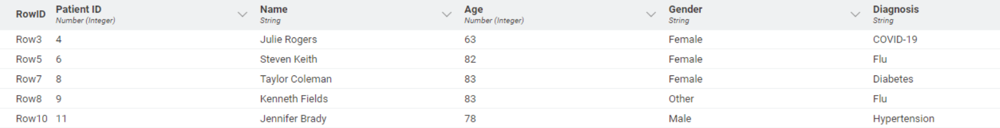 RowID Patient ID Name Age Gender Diagnosis
Number (Integer) String Number (Integer) String String
Row3 4 Julie Rogers 63 Female COVID-19
Row5 6 Steven Keith 82 Female Flu
Row7 8 Taylor Coleman 83 Female Diabetes
Row8 9 Kenneth Fields 83 Other Flu
Row10 11 Jennifer Brady 78 Male Hypertension